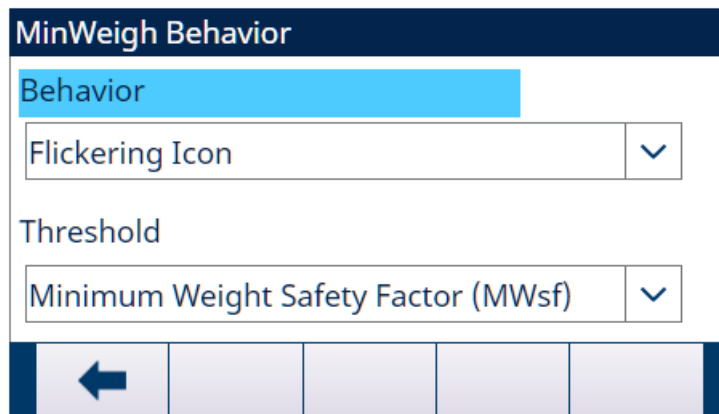 MinWeigh Behavior
Behavior
Flickering Icon
Threshold
Minimum Weight Safety Factor (MWsf)